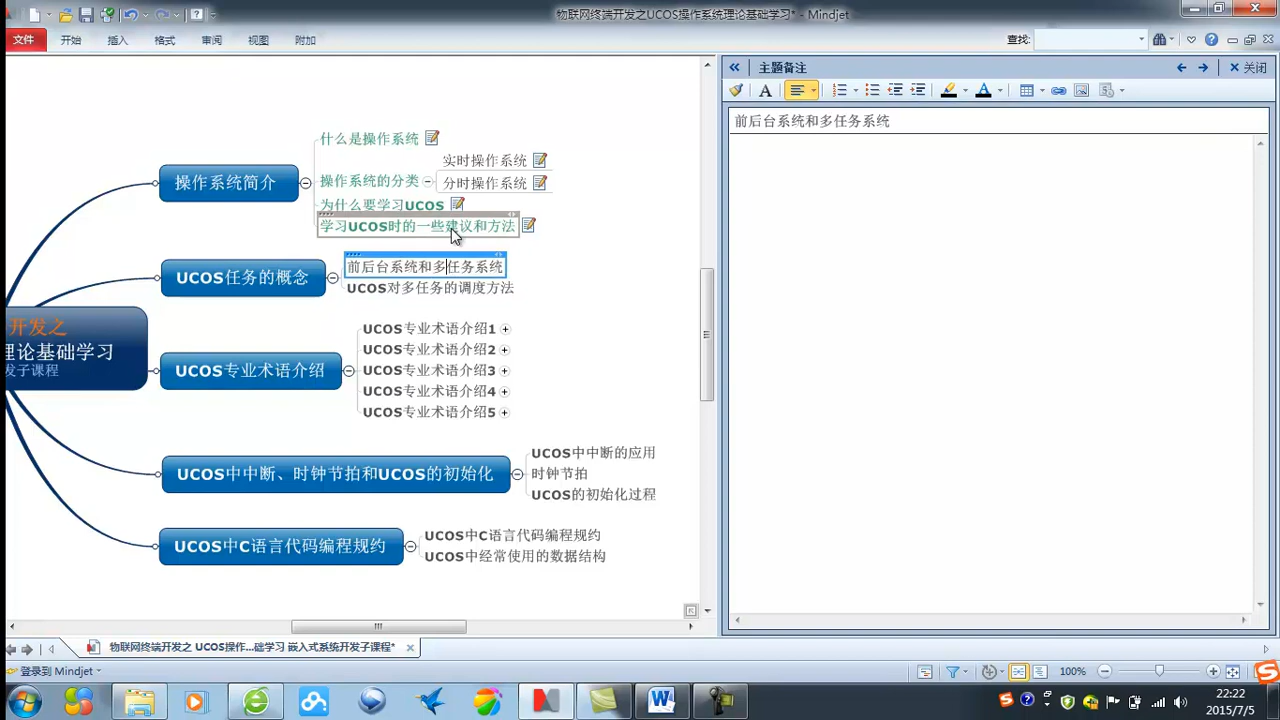 物联网终端开发之UCOS操作系统理论基础学习* - Mindjet
文件 开始 插入 格式 审阅 视图 附加 查找:
主题备注 关闭
前后台系统和多任务系统
什么是操作系统
操作系统简介
操作系统的分类
实时操作系统
分时操作系统
为什么要学习UCOS
学习UCOS时的一些建议和方法
UCOS任务的概念
前后台系统和多任务系统
UCOS对多任务的调度方法
开发之
理论基础学习
发子课程
UCOS专业术语介绍
UCOS专业术语介绍1
UCOS专业术语介绍2
UCOS专业术语介绍3
UCOS专业术语介绍4
UCOS专业术语介绍5
UCOS中中断、时钟节拍和UCOS的初始化
UCOS中中断的应用
时钟节拍
UCOS的初始化过程
UCOS中C语言代码编程规约
UCOS中C语言代码编程规约
UCOS中经常使用的数据结构
物联网终端开发之 UCOS操作...础学习 嵌入式系统开发子课程*
登录到 Mindjet 100%
22:22
2015/7/5